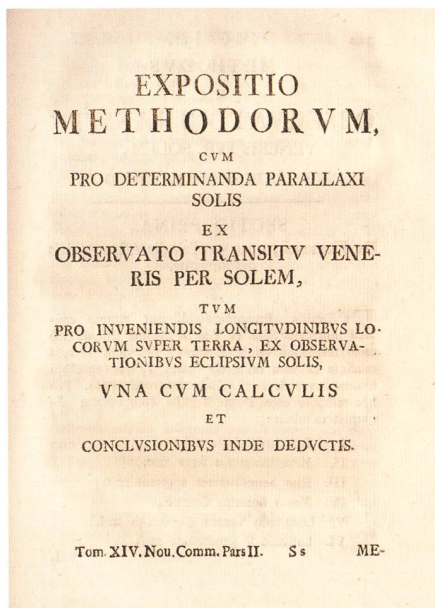 EXPOSITIO
METHODORVM,
CVM
PRO DETERMINANDA PARALLAXI
SOLIS
EX
OBSERVATO TRANSITV VENE-
RIS PER SOLEM,
TVM
PRO INVENIENDIS LONGITVDINIBVS LO-
CORVM SVPER TERRA, EX OBSERVA-
TIONIBVS ECLIPSIVM SOLIS,
VNA CVM CALCVLIS
ET
CONCLVSIONIBVS INDE DEDVCTIS.
Tom. XIV. Nou. Comm. Pars II. S s ME-